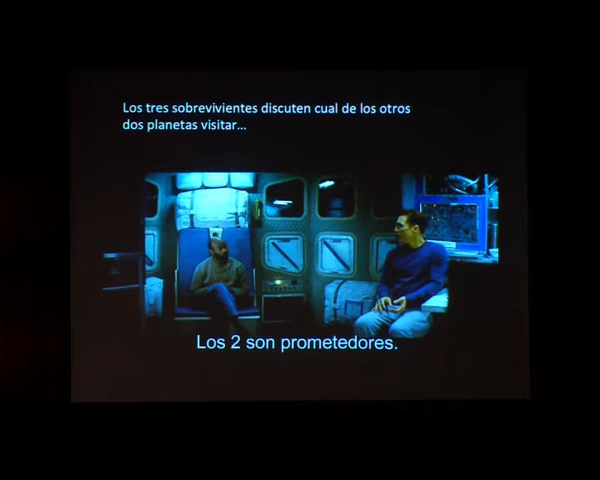 Los tres sobrevivientes discuten cual de los otros
dos planetas visitar...
Los 2 son prometedores.